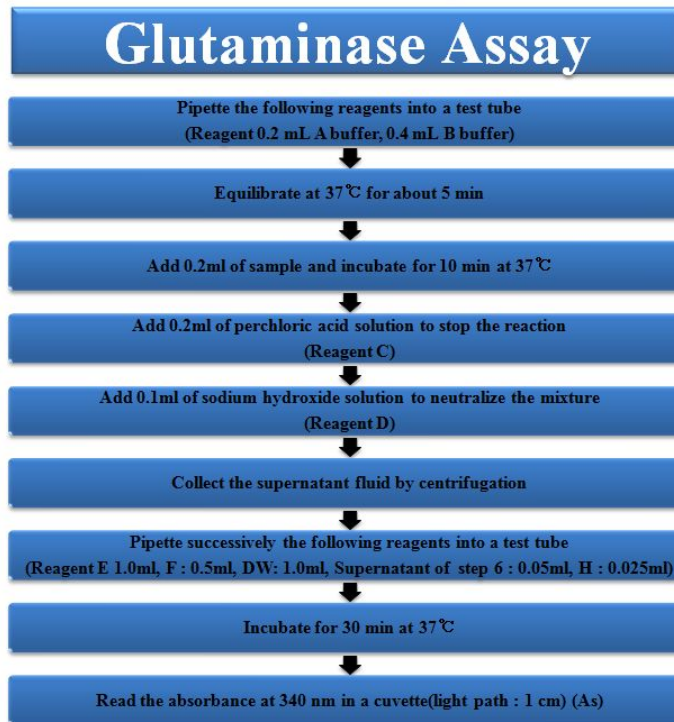 Glutaminase Assay
Pipette the following reagents into a test tube
(Reagent 0.2 mL A buffer, 0.4 mL B buffer)
Equilibrate at 37℃ for about 5 min
Add 0.2ml of sample and incubate for 10 min at 37℃
Add 0.2ml of perchloric acid solution to stop the reaction
(Reagent C)
Add 0.1ml of sodium hydroxide solution to neutralize the mixture
(Reagent D)
Collect the supernatant fluid by centrifugation
Pipette successively the following reagents into a test tube
(Reagent E 1.0ml, F : 0.5ml, DW: 1.0ml, Supernatant of step 6 : 0.05ml, H : 0.025ml)
Incubate for 30 min at 37℃
Read the absorbance at 340 nm in a cuvette(light path : 1 cm) (As)